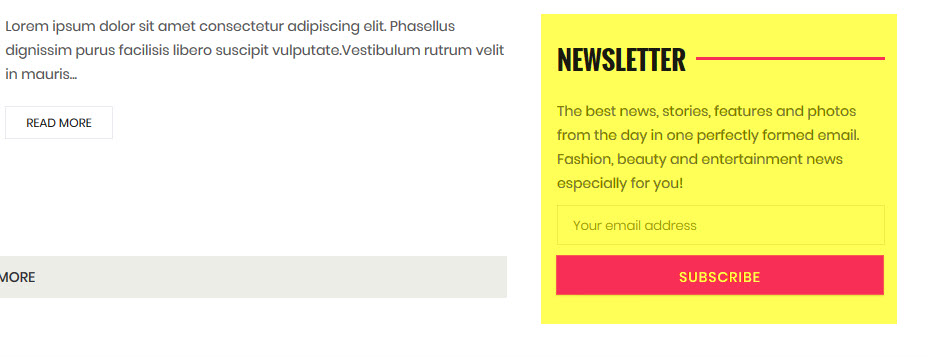 Lorem ipsum dolor sit amet consectetur adipiscing elit. Phasellus
dignissim purus facilisis libero suscipit vulputate.Vestibulum rutrum velit
in mauris...
READ MORE
MORE
NEWSLETTER
The best news, stories, features and photos
from the day in one perfectly formed email.
Fashion, beauty and entertainment news
especially for you!
Your email address
SUBSCRIBE